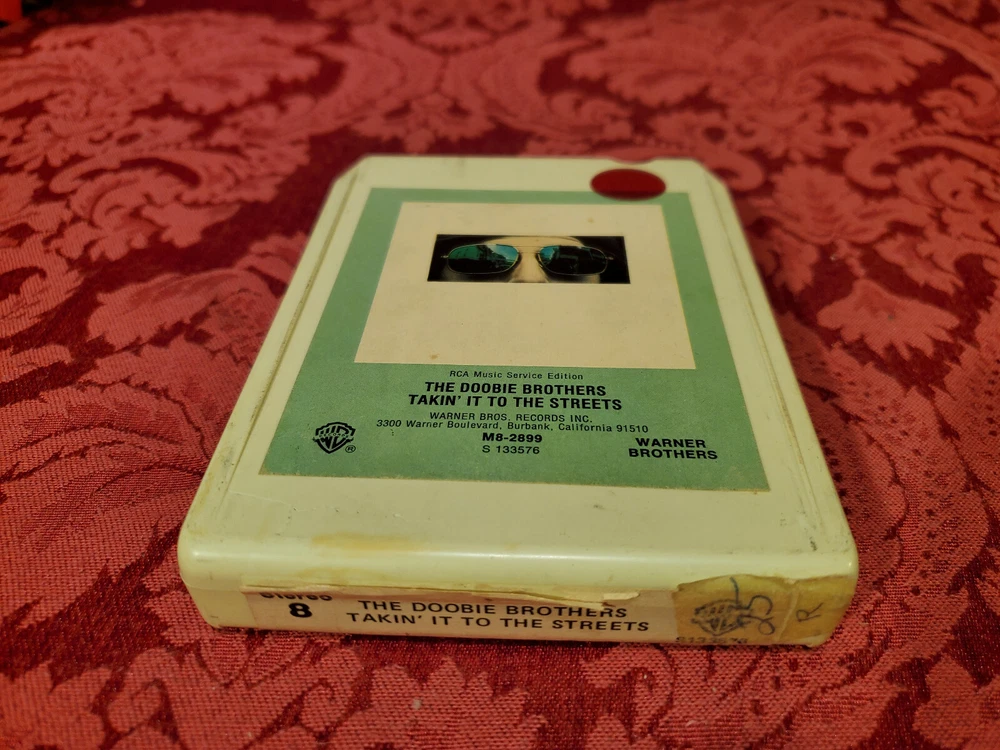 RCA Music Service Edition
THE DOOBIE BROTHERS
TAKIN' IT TO THE STREETS
WARNER BROS. RECORDS INC.
3300 Warner Boulevard, Burbank, California 91510
M8-2899
S 133576
WARNER
BROTHERS
®
Stereo
8
THE DOOBIE BROTHERS
TAKIN' IT TO THE STREETS
R